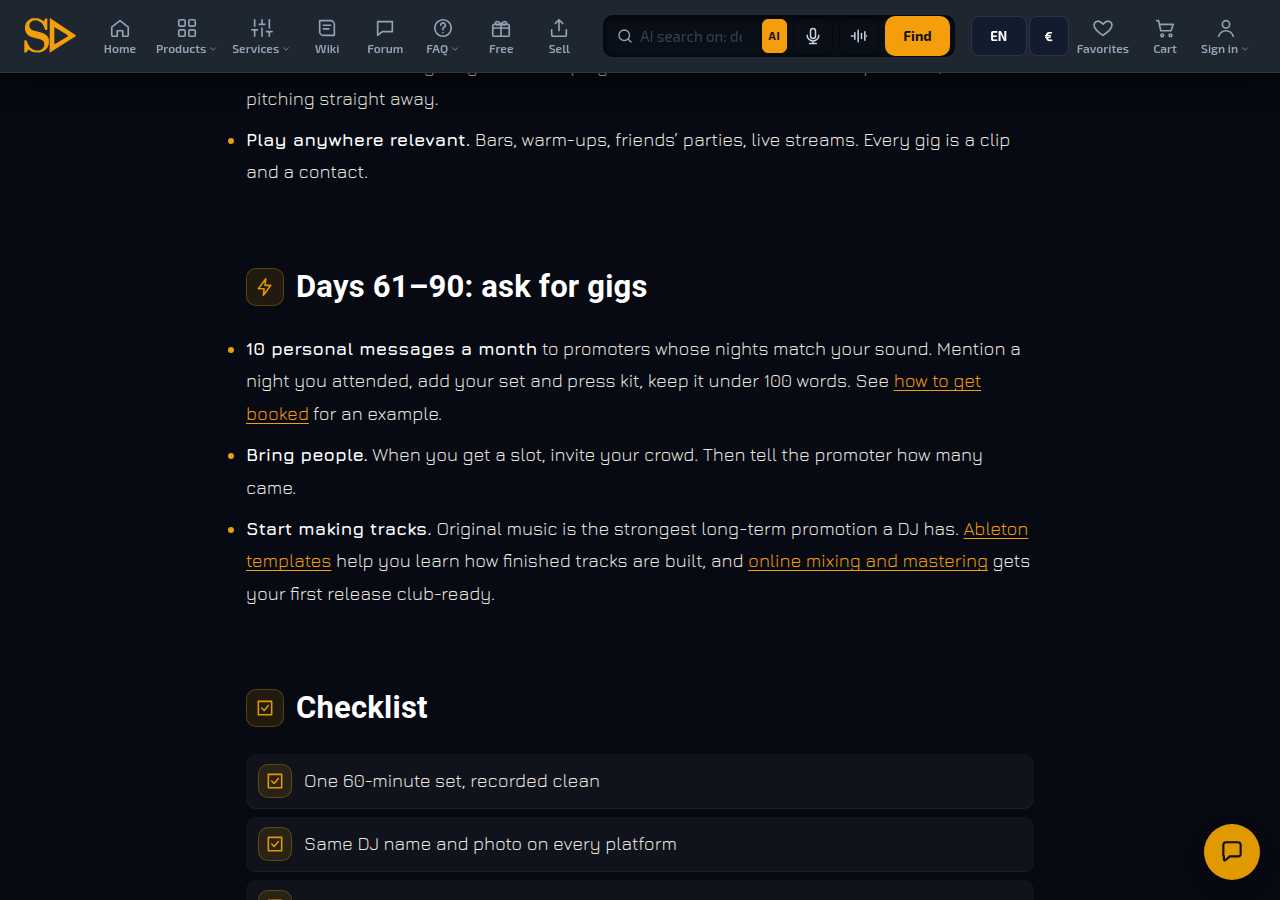 Home
Products
Services
Wiki
Forum
FAQ
Free
Sell
AI search on: de
AI
Find
EN
€
Favorites
Cart
Sign in
pitching straight away.
Play anywhere relevant. Bars, warm-ups, friends’ parties, live streams. Every gig is a clip
and a contact.
Days 61–90: ask for gigs
10 personal messages a month to promoters whose nights match your sound. Mention a
night you attended, add your set and press kit, keep it under 100 words. See how to get
booked for an example.
Bring people. When you get a slot, invite your crowd. Then tell the promoter how many
came.
Start making tracks. Original music is the strongest long-term promotion a DJ has. Ableton
templates help you learn how finished tracks are built, and online mixing and mastering gets
your first release club-ready.
Checklist
One 60-minute set, recorded clean
Same DJ name and photo on every platform